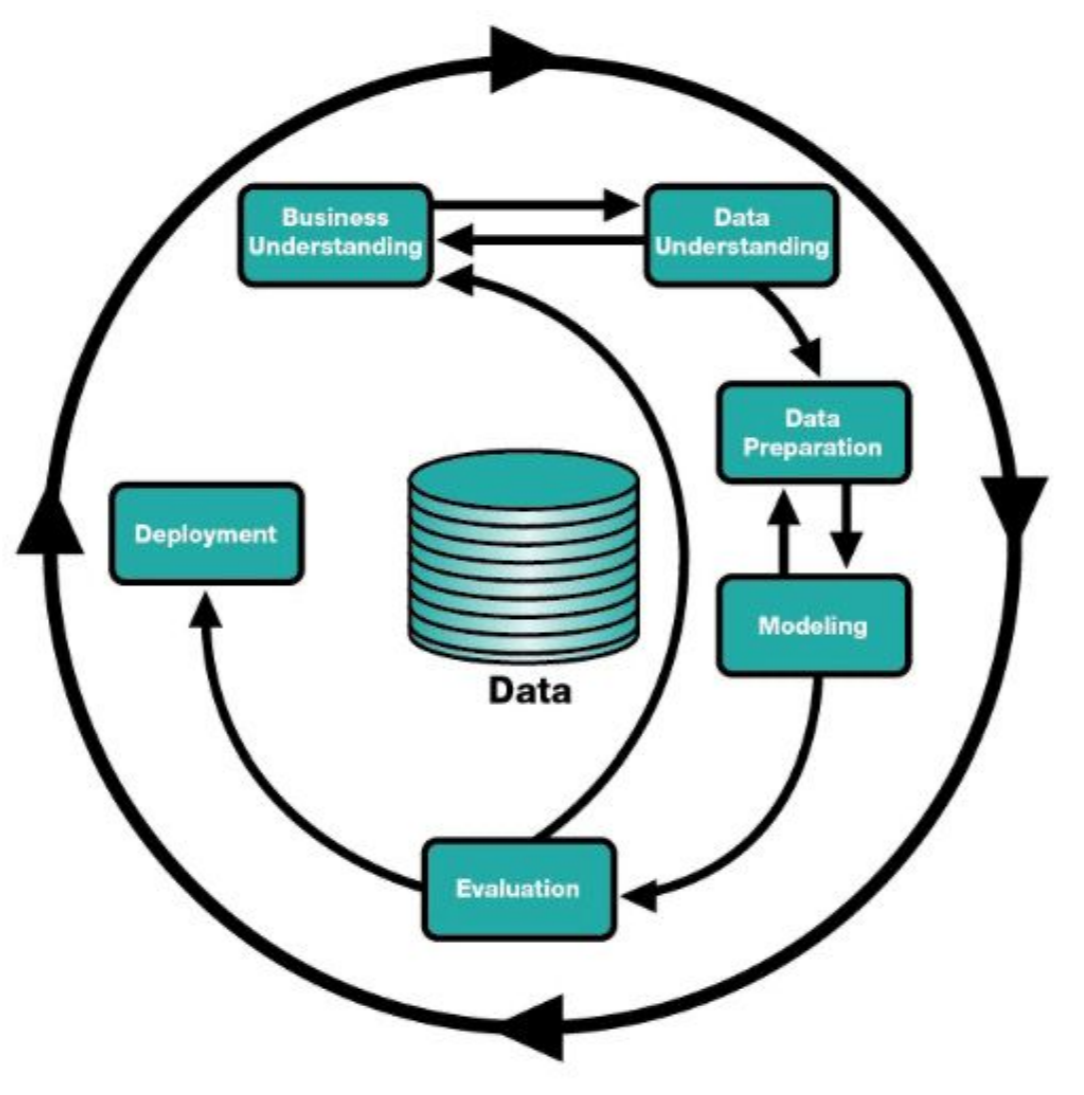 Business
Understanding
Data
Understanding
Data
Preparation
Deployment
Modeling
Data
Evaluation